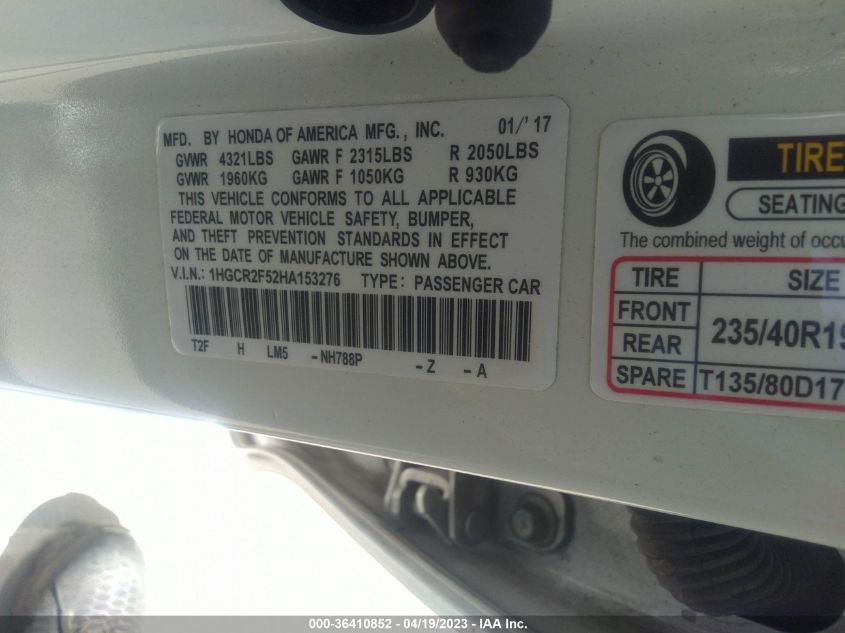 MFD. BY HONDA OF AMERICA MFG., INC. 01/'17
GVWR 4321LBS GAWR F 2315LBS R 2050LBS
GVWR 1960KG GAWR F 1050KG R 930KG
THIS VEHICLE CONFORMS TO ALL APPLICABLE
FEDERAL MOTOR VEHICLE SAFETY, BUMPER,
AND THEFT PREVENTION STANDARDS IN EFFECT
ON THE DATE OF MANUFACTURE SHOWN ABOVE.
V.I.N.: 1HGCR2F52HA153276 TYPE: PASSENGER CAR
T2F H LM5 -NH788P -Z -A
TIRE
SEATING
The combined weight of occu
TIRE SIZE
FRONT
REAR
235/40R19
SPARE T135/80D17
000-36410852 - 04/19/2023 - IAA Inc.